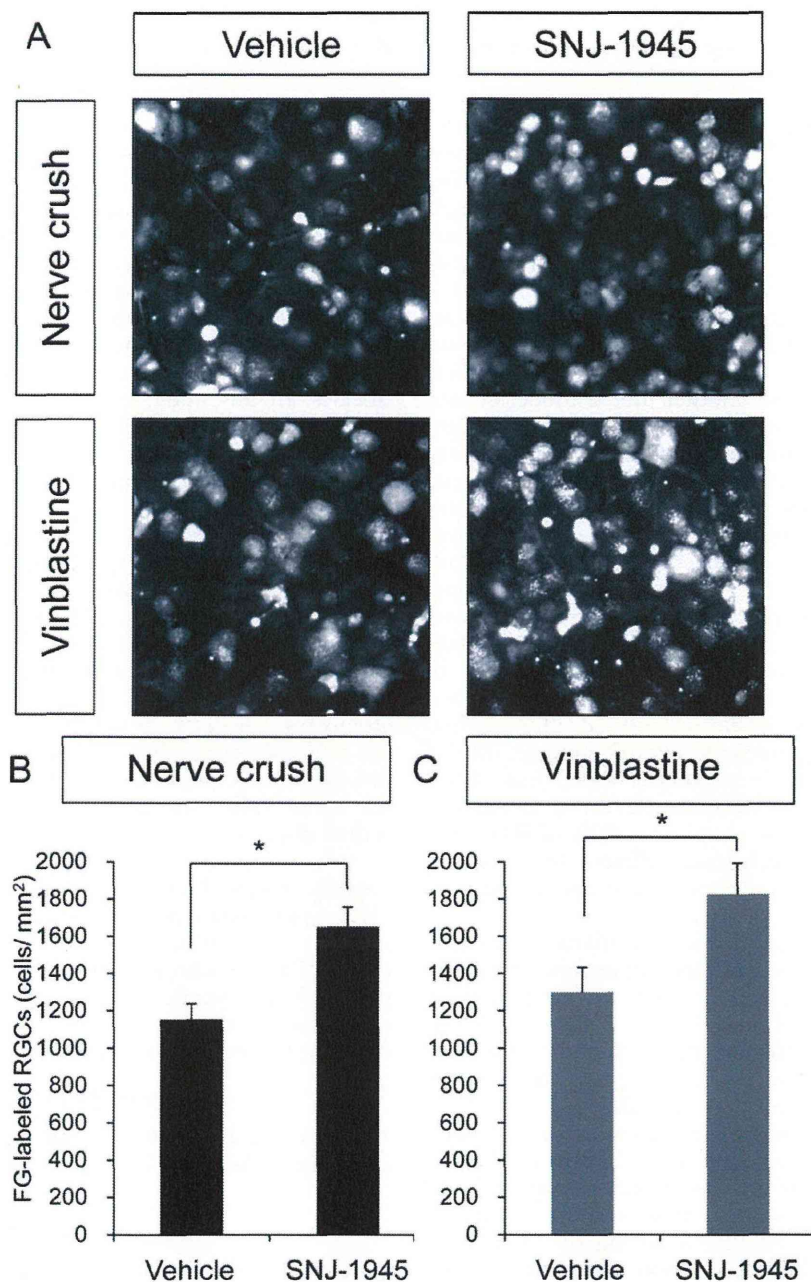 A
Vehicle
SNJ-1945
Nerve crush
Vinblastine
B
Nerve crush
C
Vinblastine
*
*
FG-labeled RGCs (cells/ mm²)
2000
1800
1600
1400
1200
1000
800
600
400
200
0
2000
1800
1600
1400
1200
1000
800
600
400
200
0
Vehicle
SNJ-1945
Vehicle
SNJ-1945